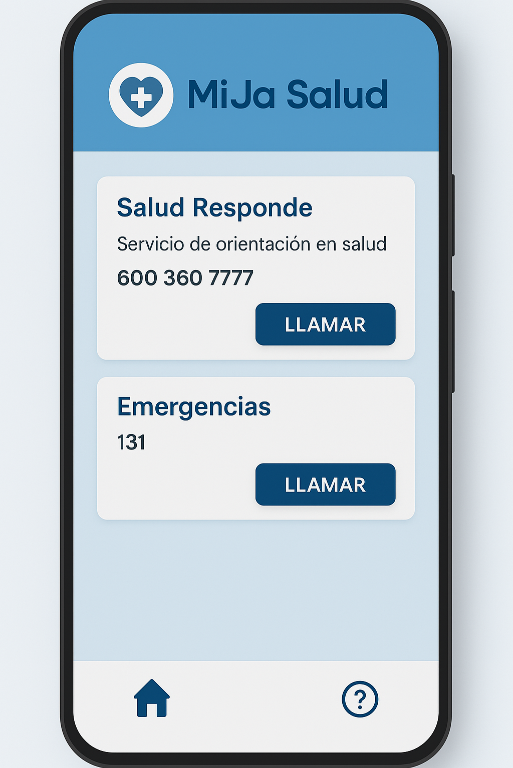 MiJa Salud
Salud Responde
Servicio de orientación en salud
600 360 7777
LLAMAR
Emergencias
131
LLAMAR
?